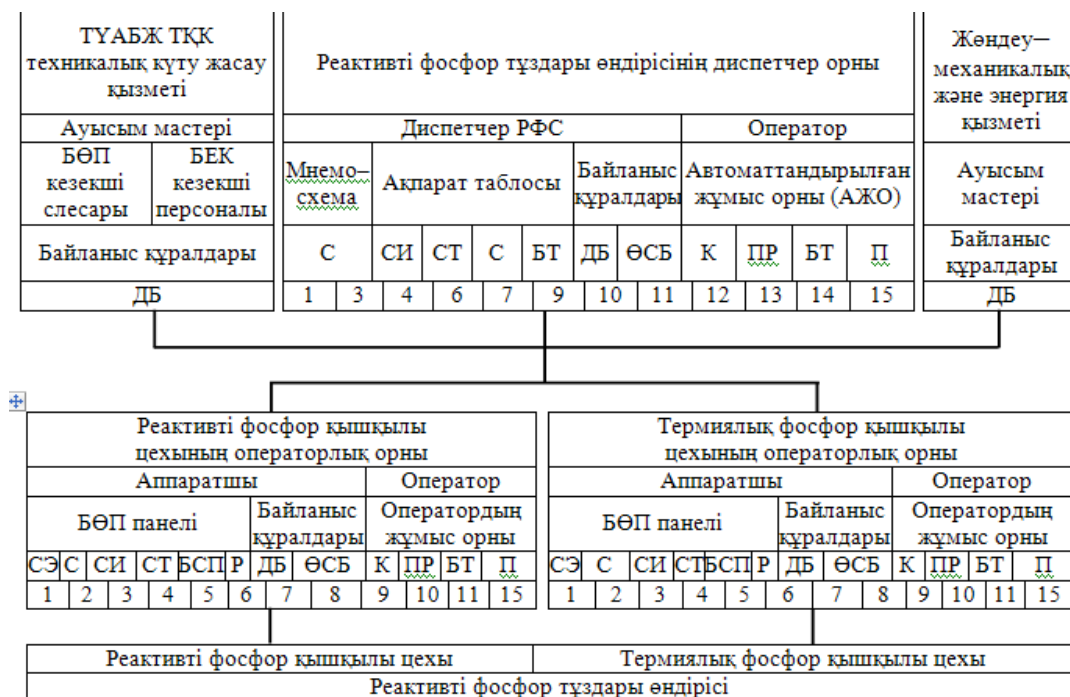 ТҮАБЖ ТҚК
техникалық күту жасау
қызметі
Ауысым мастері
БӨП
кезекші
слесары
БЕК
кезекші
персоналы
Байланыс құралдары
ДБ
Реактивті фосфор тұздары өндірісінің диспетчер орны
Диспетчер РФС
Оператор
Мнемо–
схема
Ақпарат таблосы
Байланыс
құралдары
Автоматтандырылған
жұмыс орны (АЖО)
С СИ СТ С БТ ДБ ӨСБ К ПР БТ П
1 3 4 6 7 9 10 11 12 13 14 15
Жөндеу–
механикалық
және энергия
қызметі
Ауысым
мастері
Байланыс
құралдары
ДБ
Реактивті фосфор қышқылы
цехының операторлық орны
Аппаратшы
Оператор
БӨП панелі
Байланыс
құралдары
Оператордың
жұмыс орны
СЭ С СИ СТ БСП Р ДБ ӨСБ К ПР БТ П
1 2 3 4 5 6 7 8 9 10 11 15
Термиялық фосфор қышқылы
цехының операторлық орны
Аппаратшы
Оператор
БӨП панелі
Байланыс
құралдары
Оператордың
жұмыс орны
СЭ С СИ СТ БСП Р ДБ ӨСБ К ПР БТ П
1 2 3 4 5 6 7 8 9 10 11 15
Реактивті фосфор қышқылы цехы
Термиялық фосфор қышқылы цехы
Реактивті фосфор тұздары өндірісі